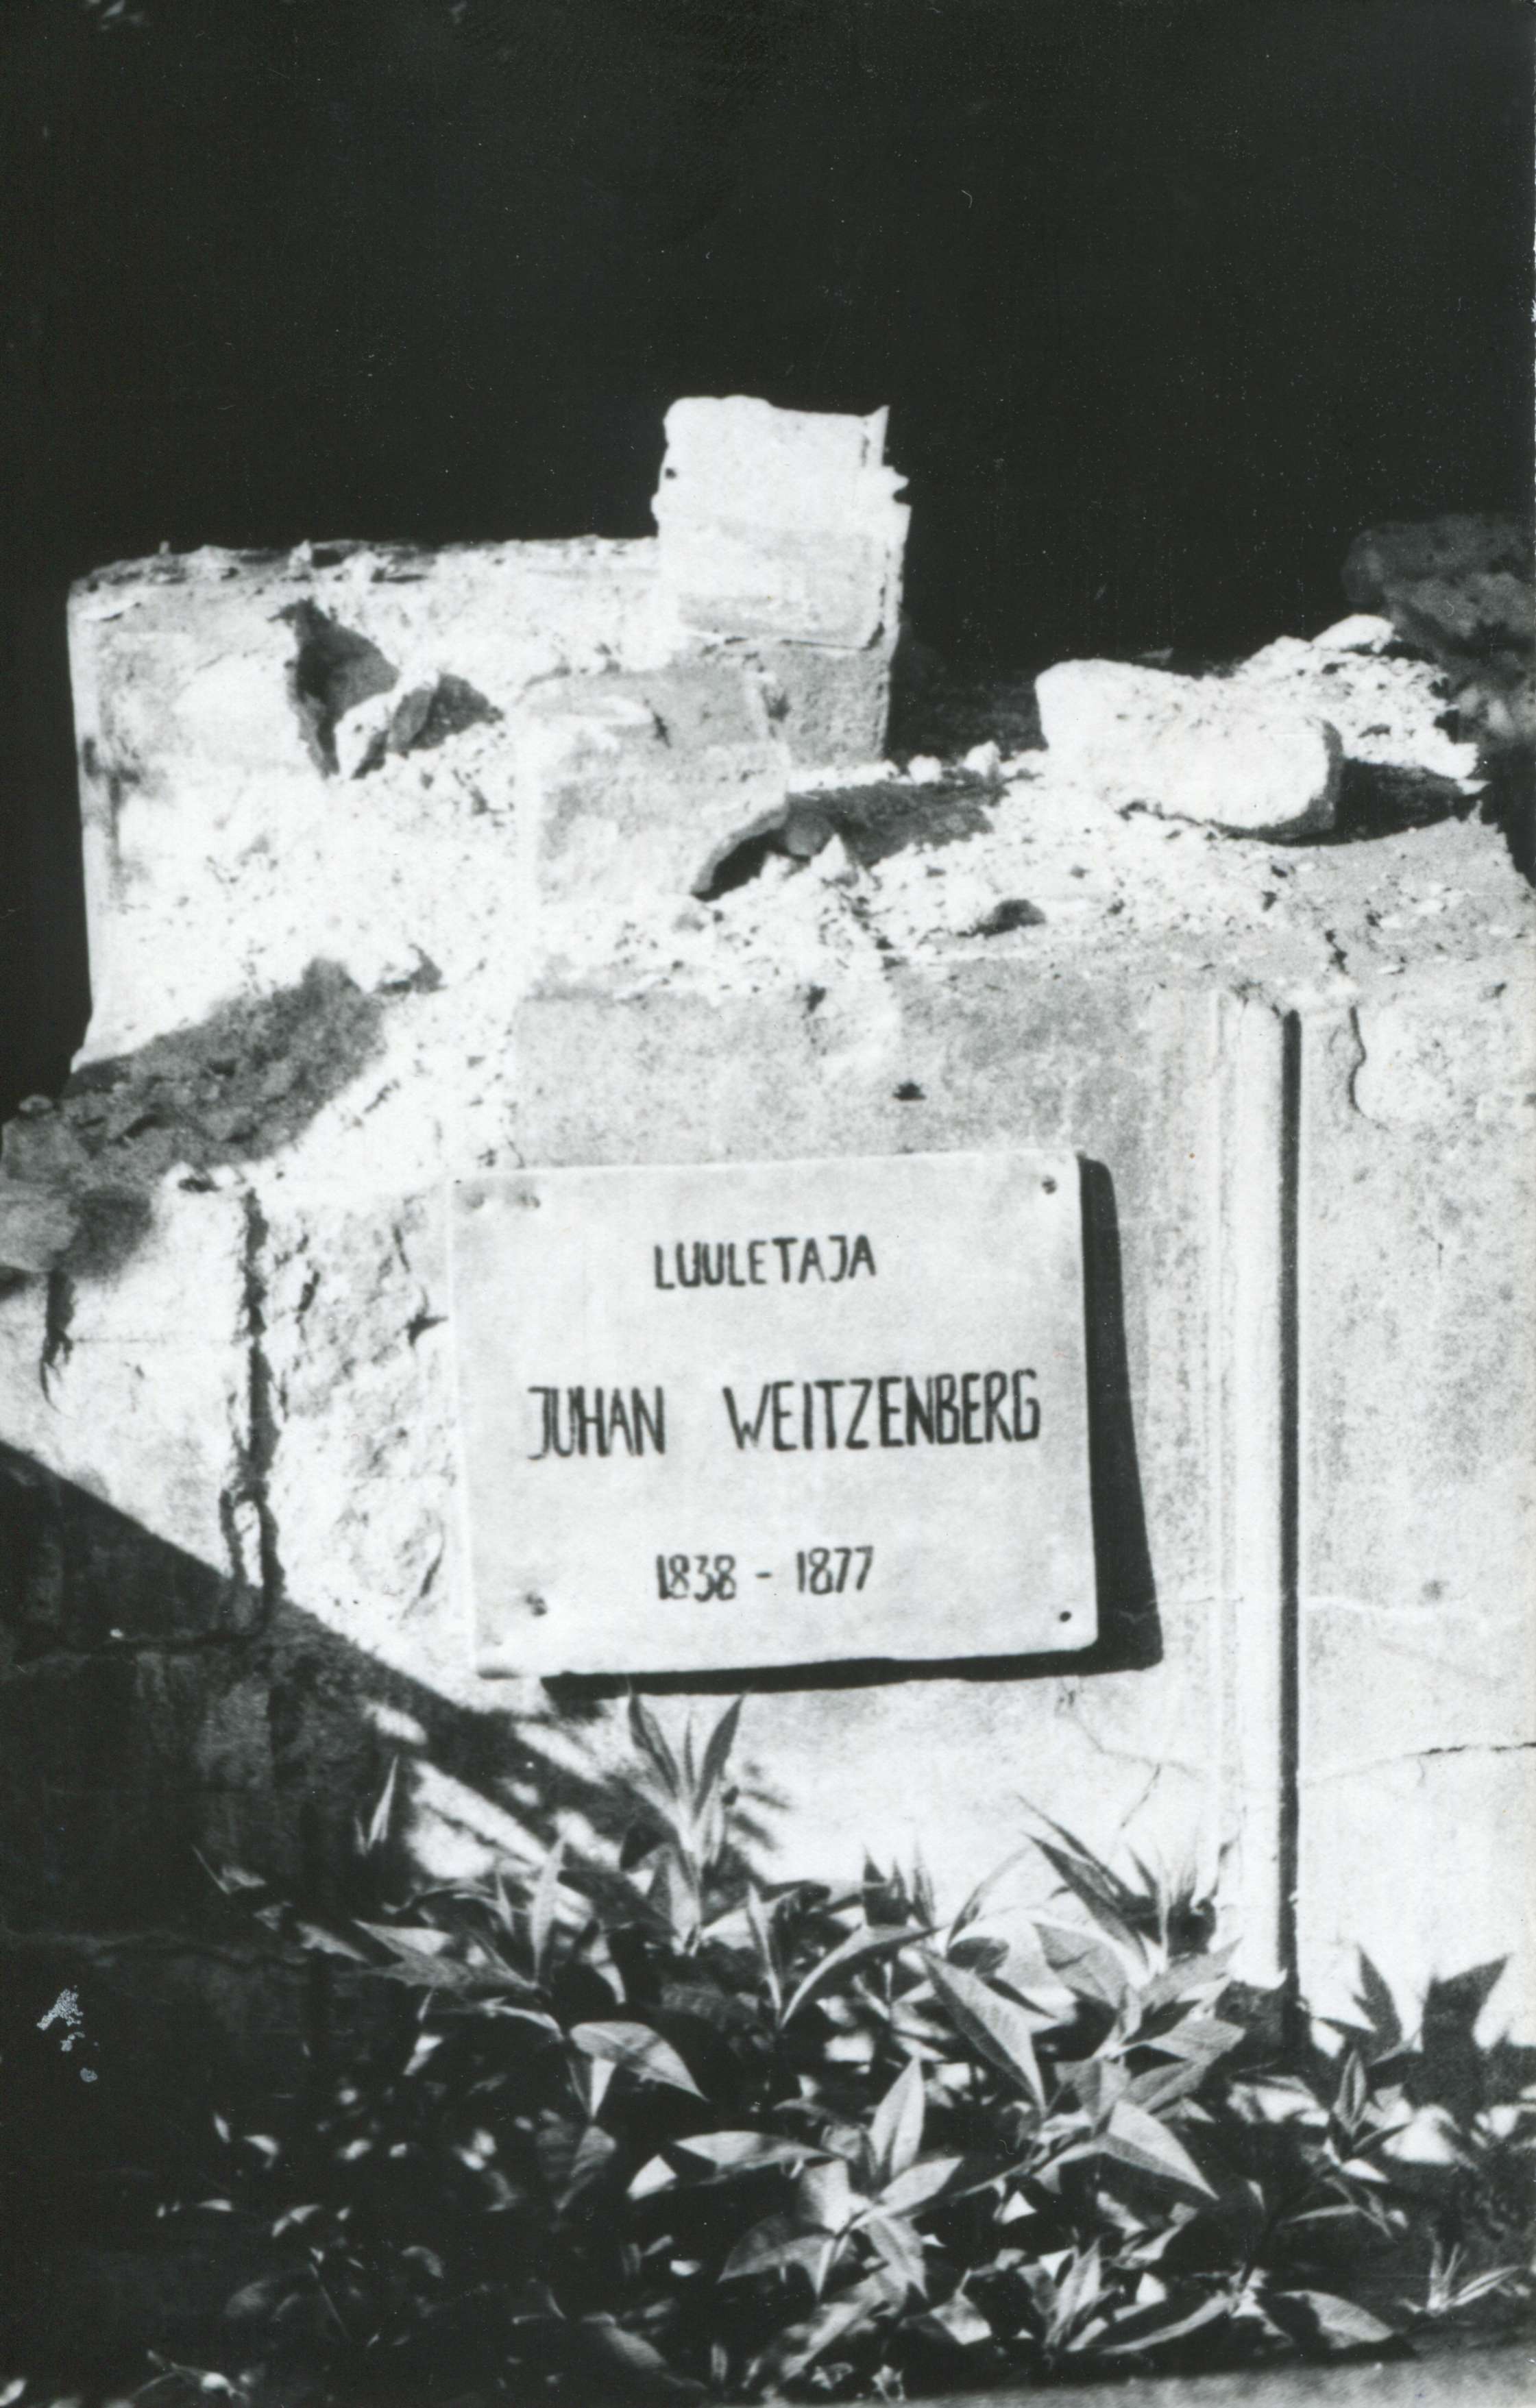 LUULETAJA
JUHAN WEITZENBERG
1838 - 1877